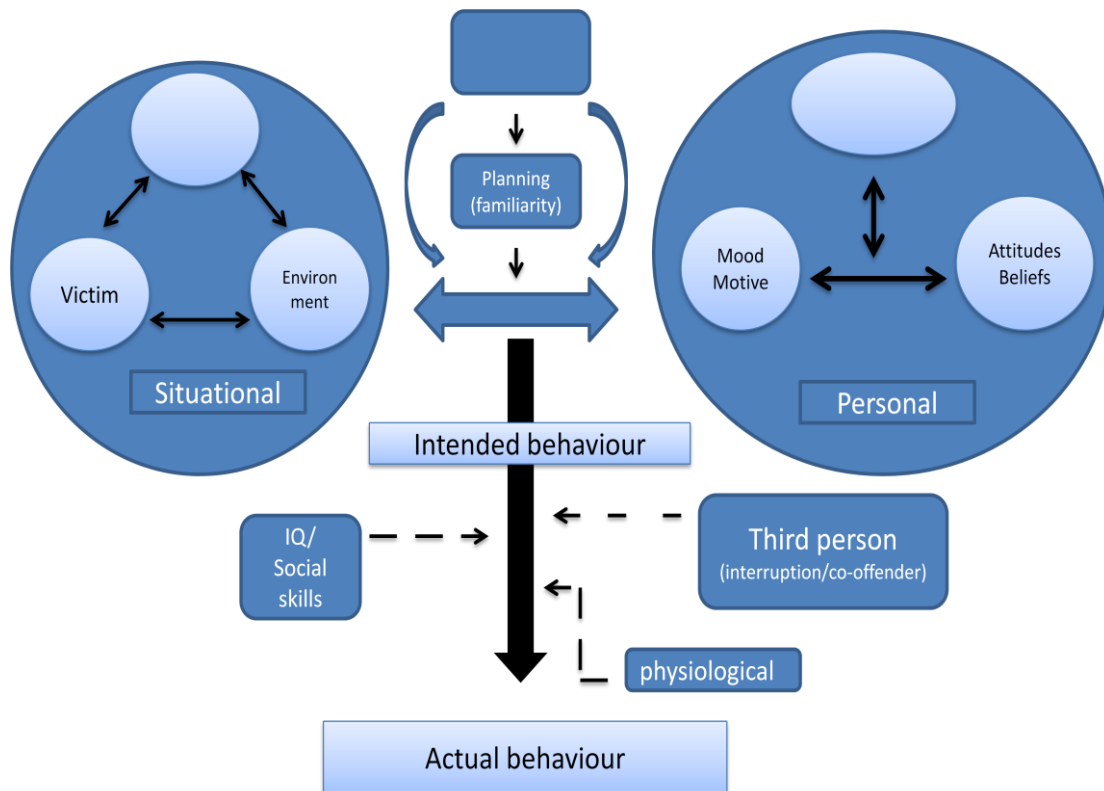 Planning
(familiarity)
Victim
Environ
ment
Situational
Mood
Motive
Attitudes
Beliefs
Personal
Intended behaviour
IQ/
Social
skills
Third person
(interruption/co-offender)
physiological
Actual behaviour